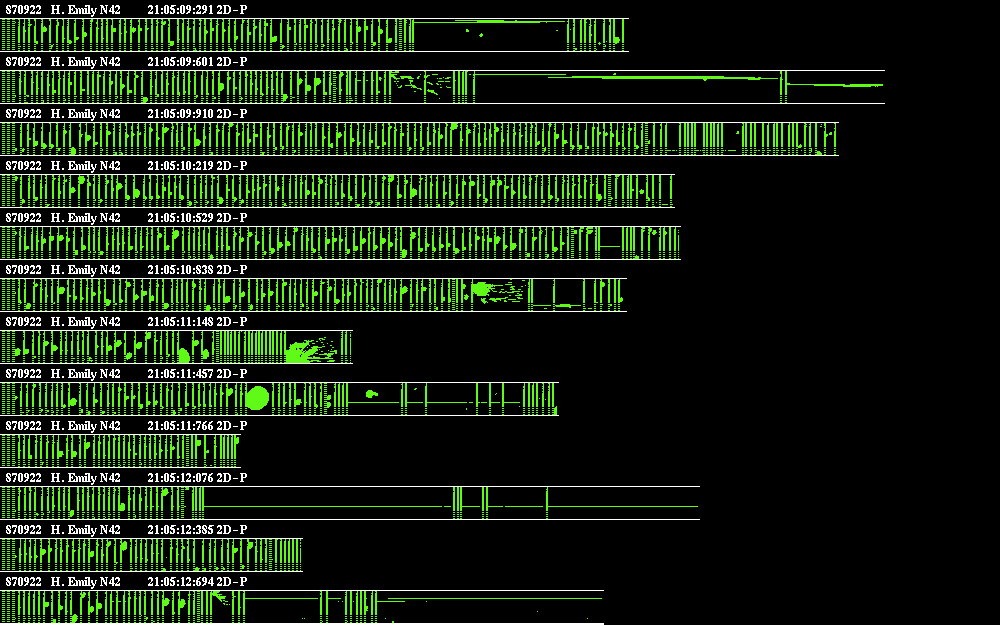 870922 H. Emily N42 21:05:09:291 2D-P
870922 H. Emily N42 21:05:09:601 2D-P
870922 H. Emily N42 21:05:09:910 2D-P
870922 H. Emily N42 21:05:10:219 2D-P
870922 H. Emily N42 21:05:10:529 2D-P
870922 H. Emily N42 21:05:10:838 2D-P
870922 H. Emily N42 21:05:11:148 2D-P
870922 H. Emily N42 21:05:11:457 2D-P
870922 H. Emily N42 21:05:11:766 2D-P
870922 H. Emily N42 21:05:12:076 2D-P
870922 H. Emily N42 21:05:12:385 2D-P
870922 H. Emily N42 21:05:12:694 2D-P